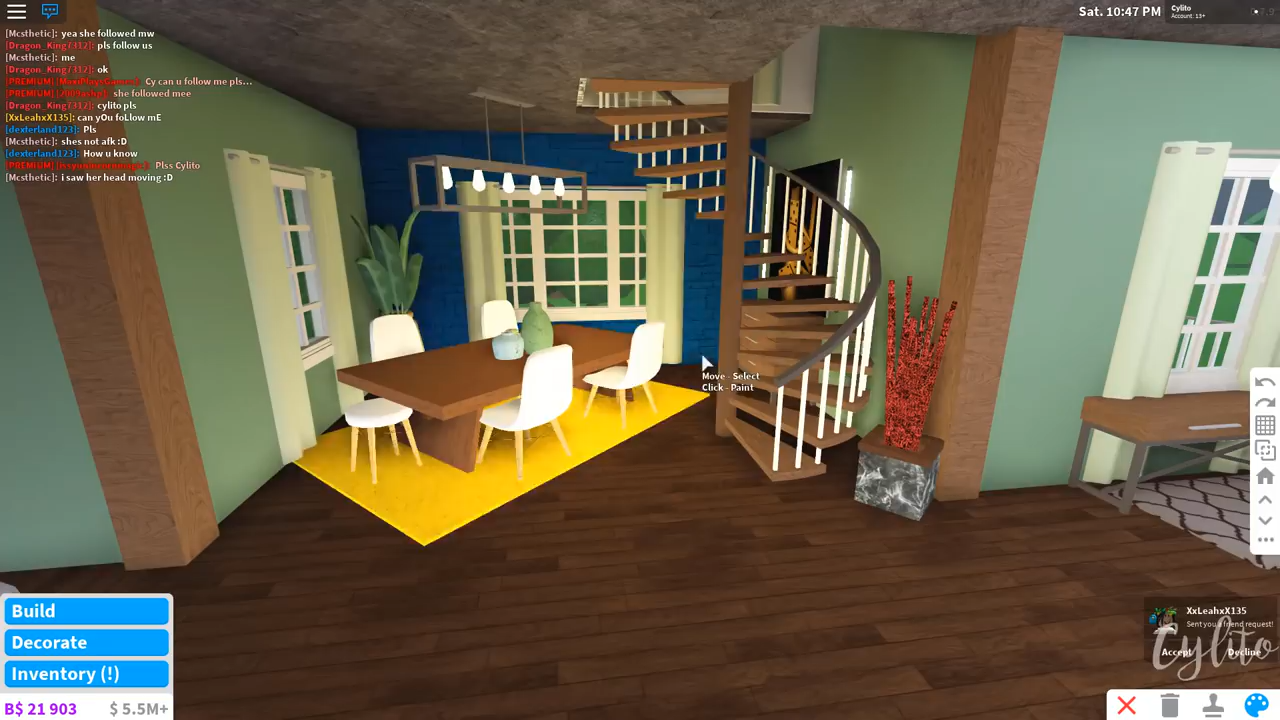 Sat. 10:47 PM
Cylito
Account: 13+
[Mcsthetic]: yea she followed mw
[Dragon_King7312]: pls follow us
[Mcsthetic]: me
[Dragon_King7312]: ok
[PREMIUM] Cy can u follow me pls...
[PREMIUM] she followed mee
[Dragon_King7312]: cylito pls
[XxLeahxX135]: can yOu foLlow mE
[dexterland123]: Pls
[Mcsthetic]: shes not afk :D
[dexterland123]: How u know
[PREMIUM] Plss Cylito
[Mcsthetic]: i saw her head moving :D
Move - Select
Click - Paint
Build
Decorate
Inventory (!)
B$ 21 903 $ 5.5M+
XxLeahxX135
Sent you a friend request!
Accept Decline
Cylito